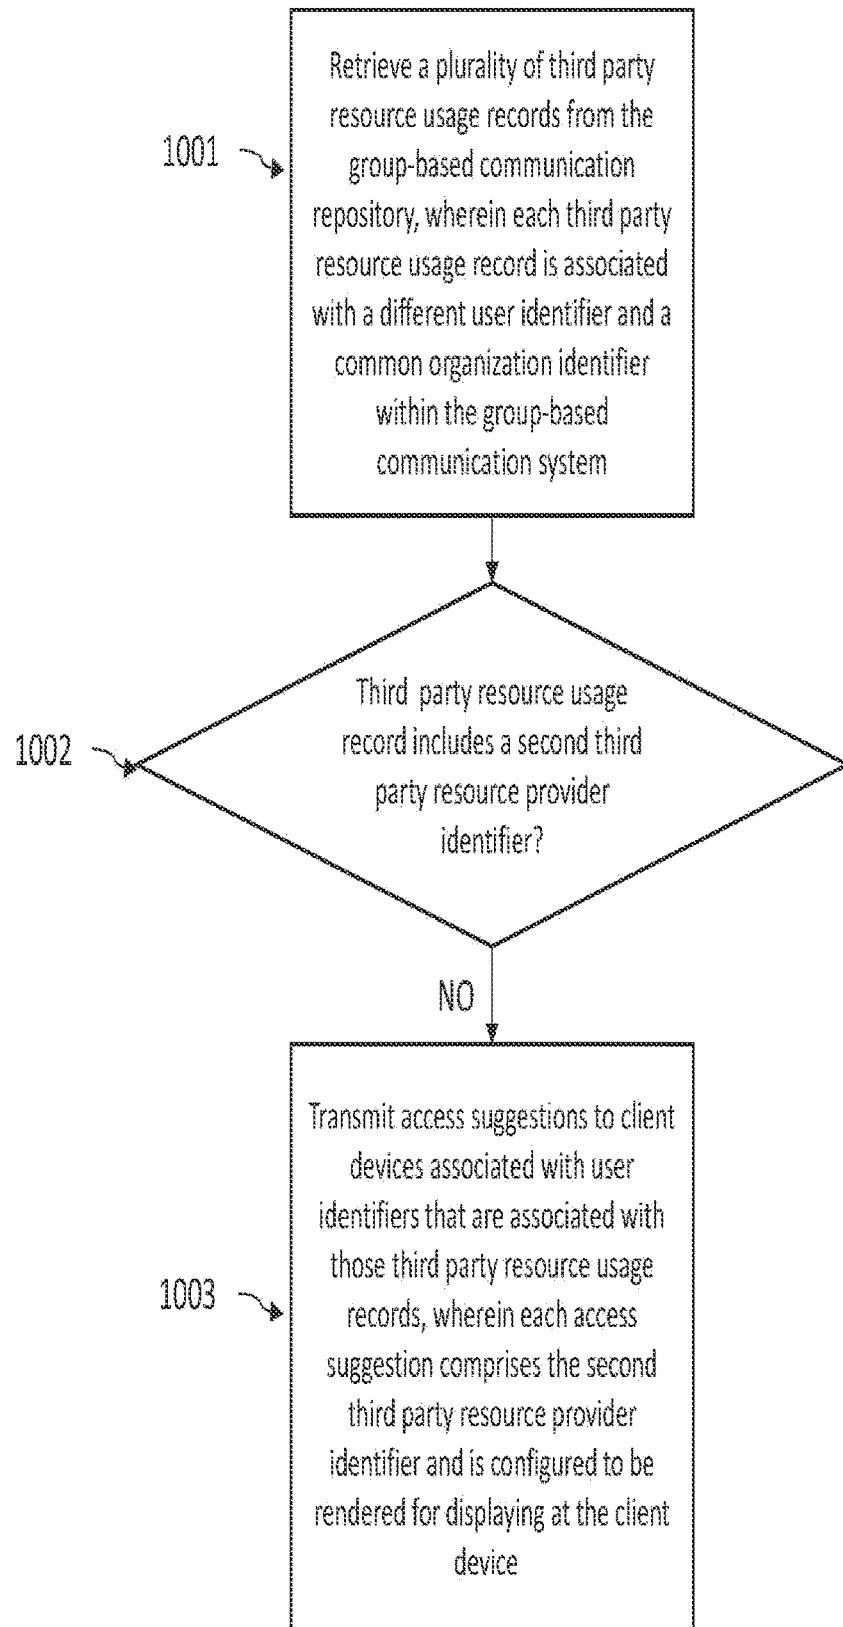 Retrieve a plurality of third party
resource usage records from the
1001
group-based communication
repository, wherein each third party
resource usage record is associated
with a different user identifier and a
common organization identifier
within the group-based
communication system
Third party resource usage
record includes a second third
1002
party resource provider
identifier?
NO
Transmit access suggestions to client
devices associated with user
identifiers that are associated with
those third party resource usage
1003
records, wherein each access
suggestion comprises the second
third party resource provider
identifier and is configured to be
rendered for displaying at the client
device